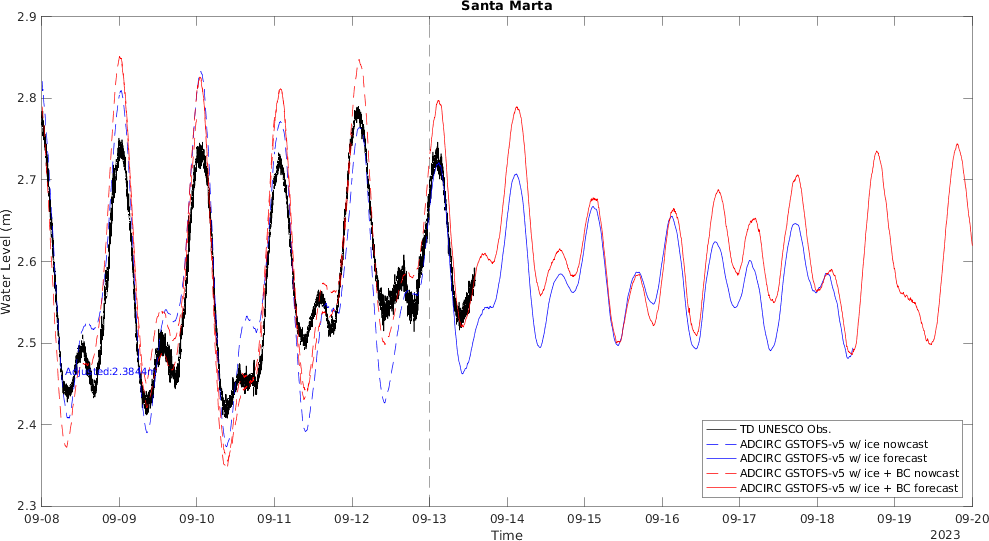 Santa Marta
2.9
2.8
2.7
2.6
2.5
2.4
2.3
Water Level (m)
Adjusted:2.3844m
TD UNESCO Obs.
ADCIRC GSTOFS-v5 w/ ice nowcast
ADCIRC GSTOFS-v5 w/ ice forecast
ADCIRC GSTOFS-v5 w/ ice + BC nowcast
ADCIRC GSTOFS-v5 w/ ice + BC forecast
09-08 09-09 09-10 09-11 09-12 09-13 09-14 09-15 09-16 09-17 09-18 09-19 09-20
Time
2023